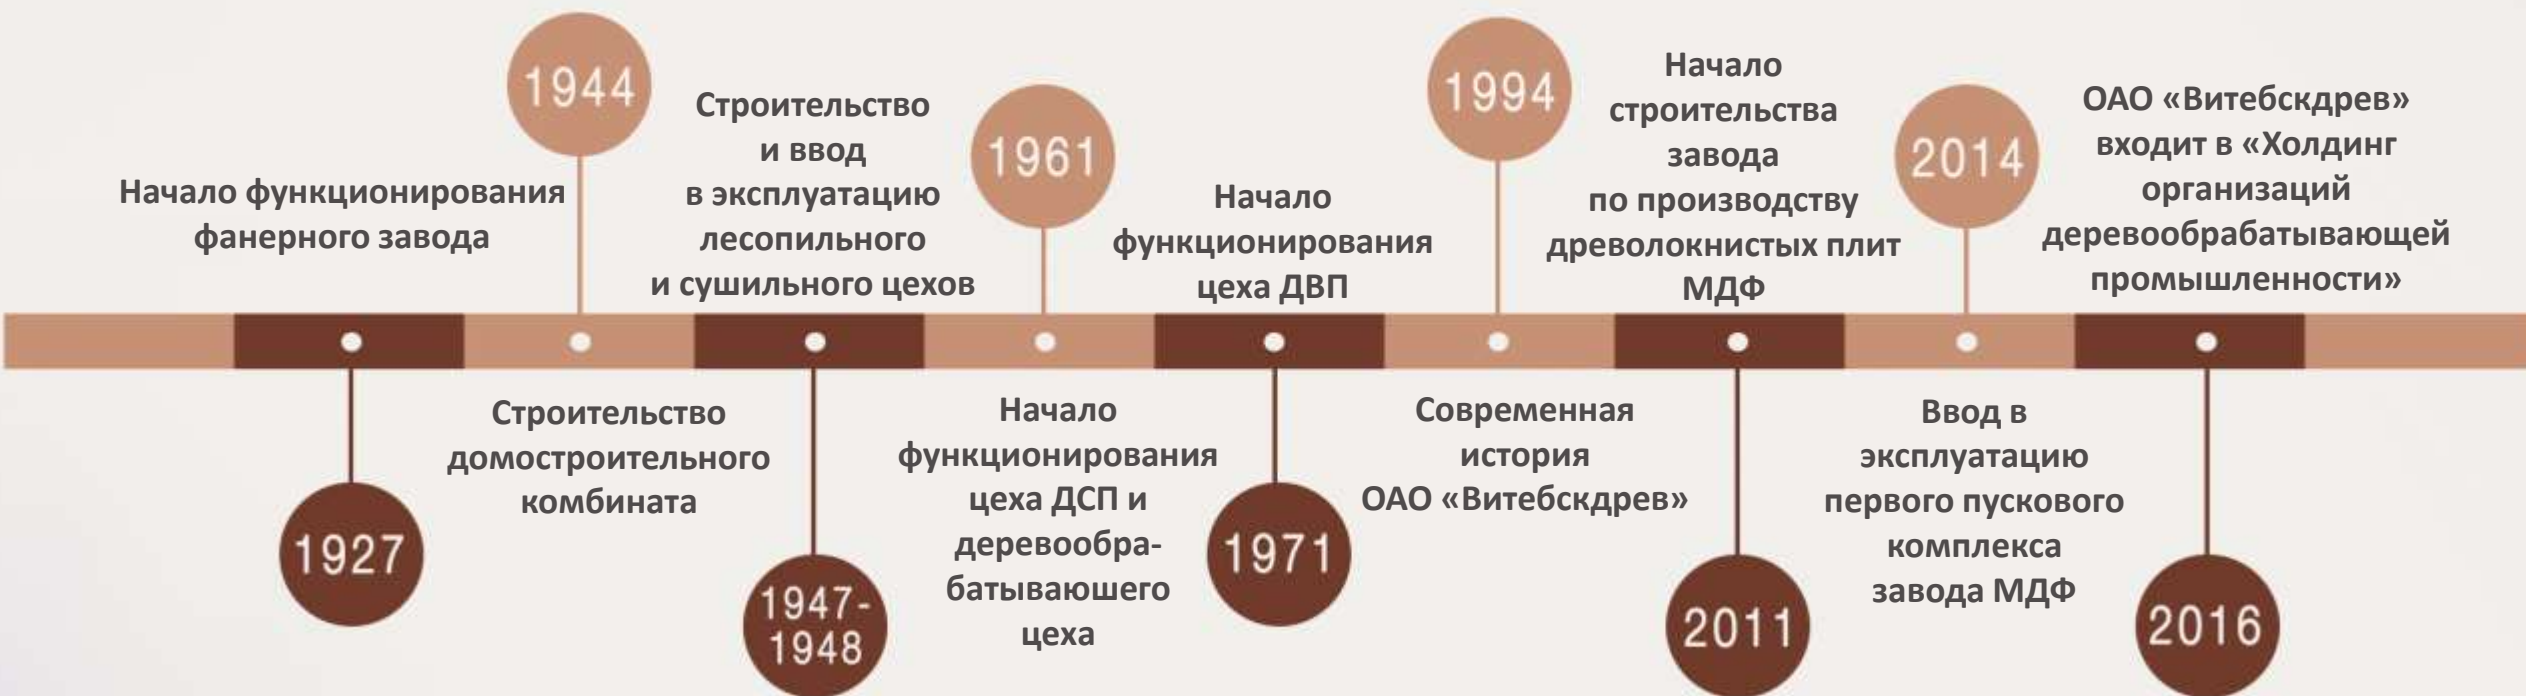 1927
Начало функционирования
фанерного завода
1944
Строительство
домостроительного
комбината
1947-
1948
Строительство
и ввод
в эксплуатацию
лесопильного
и сушильного цехов
1961
Начало
функционирования
цеха ДСП и
деревообра-
батываюшего
цеха
1971
Начало
функционирования
цеха ДВП
1994
Современная
история
ОАО «Витебскдрев»
2011
Начало
строительства
завода
по производству
древолокнистых плит
МДФ
2014
Ввод в
эксплуатацию
первого пускового
комплекса
завода МДФ
2016
ОАО «Витебскдрев»
входит в «Холдинг
организаций
деревообрабатывающей
промышленности»